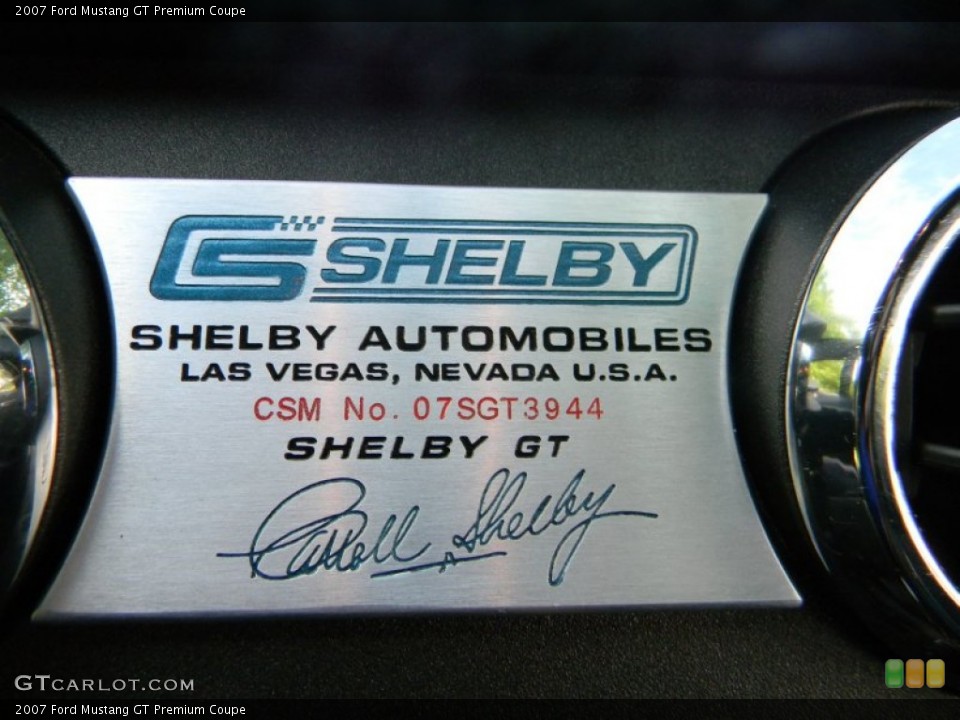 2007 Ford Mustang GT Premium Coupe
CS SHELBY
SHELBY AUTOMOBILES
LAS VEGAS, NEVADA U.S.A.
CSM No. 07SGT3944
SHELBY GT
Carroll Shelby
GTCARLOT.COM
2007 Ford Mustang GT Premium Coupe